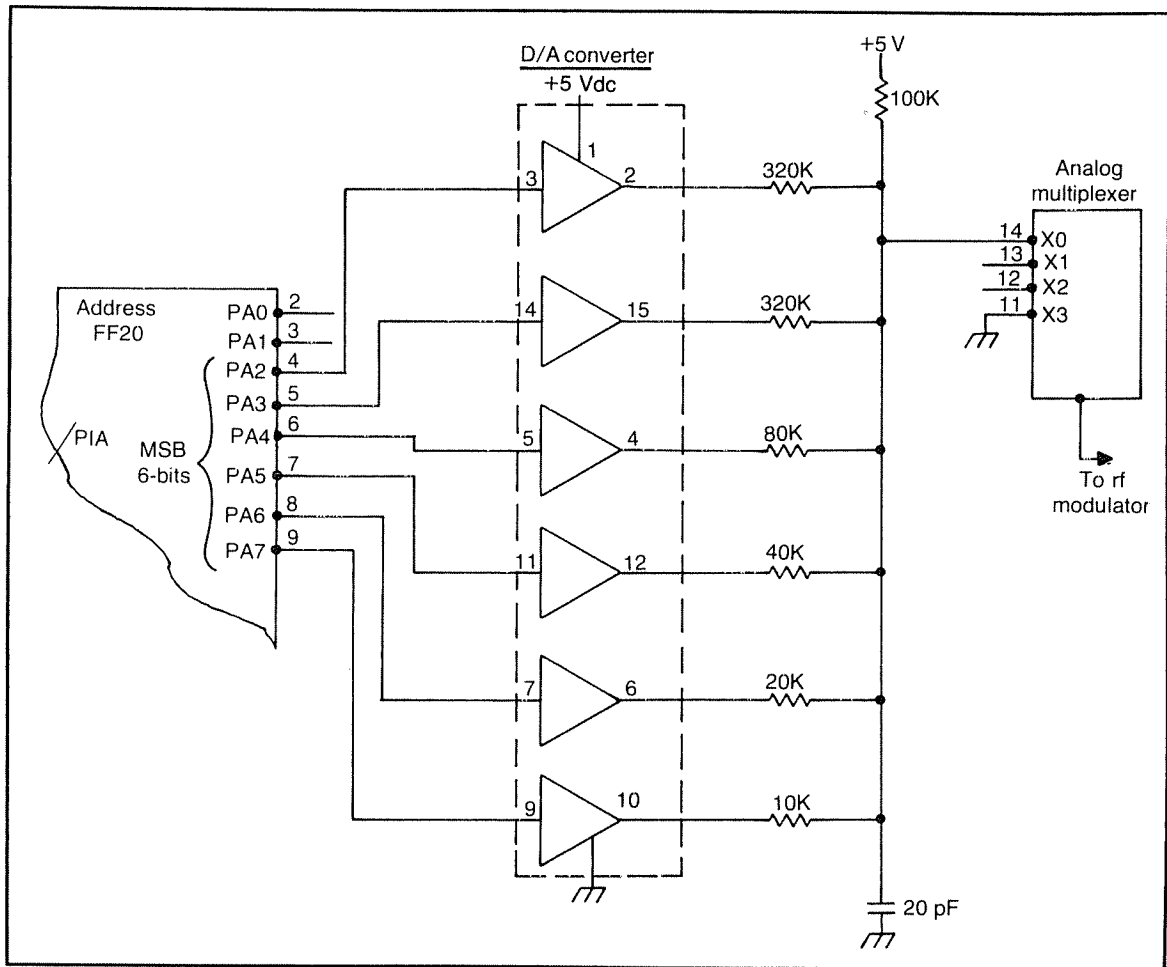 D/A converter
+5 Vdc
+5 V
100K
1
3
2
320K
Analog
multiplexer
14
X0
13
X1
12
X2
11
X3
14
15
320K
Address
FF20
PA0
2
PA1
3
PA2
4
PA3
5
PA4
6
PA5
7
PA6
8
PA7
9
PIA
MSB
6-bits
5
4
80K
To rf
modulator
11
12
40K
7
6
20K
9
10
10K
20 pF